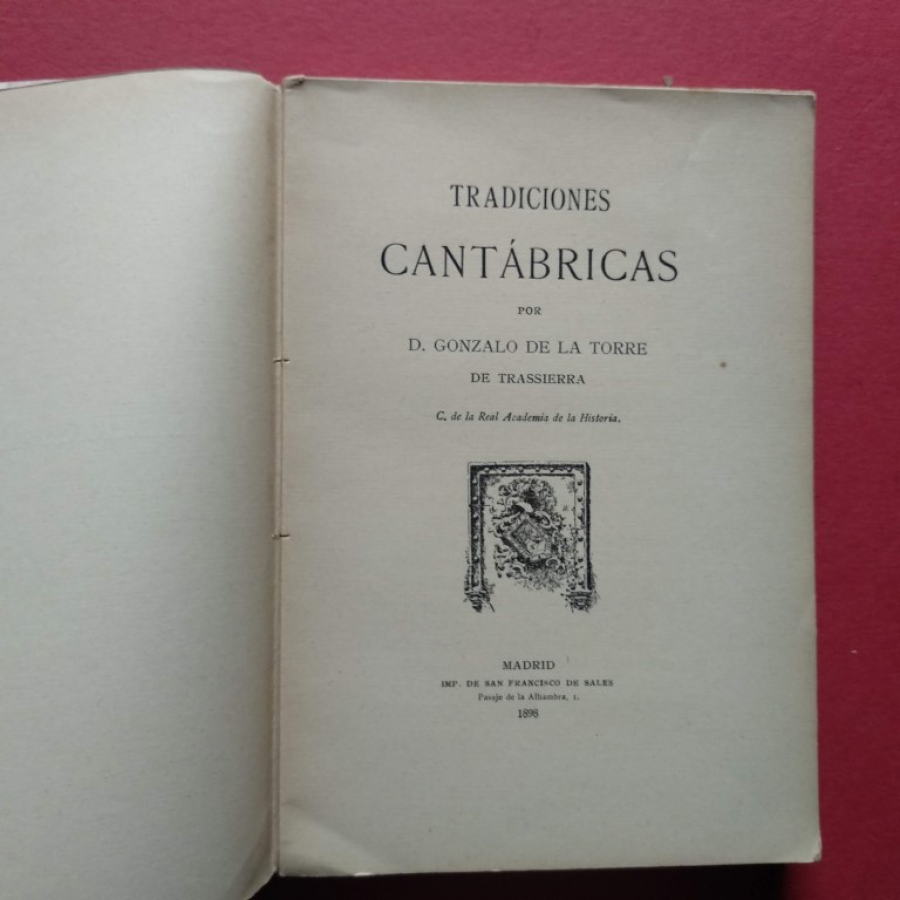 TRADICIONES
CANTÁBRICAS
POR
D. GONZALO DE LA TORRE
DE TRASSIERRA
C. de la Real Academia de la Historia.
MADRID
IMP. DE SAN FRANCISCO DE SALES
Pasaje de la Alhambra, 1.
1898